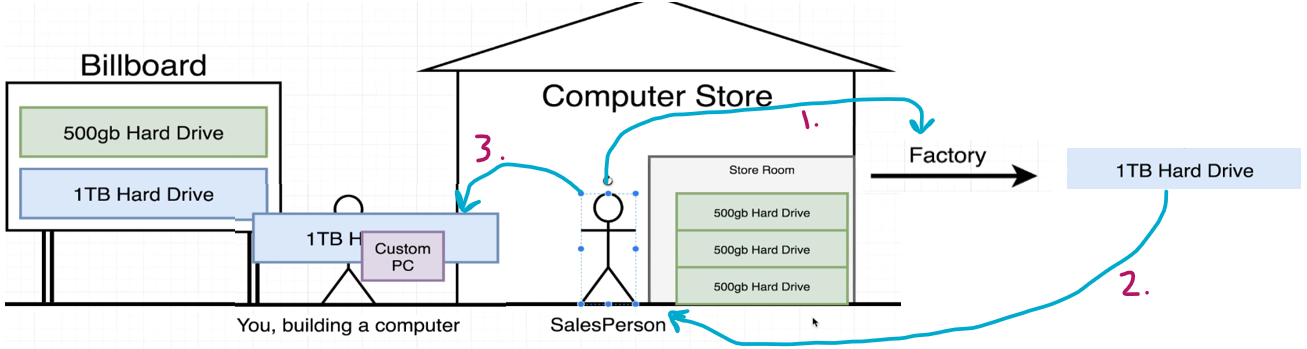 Billboard
500gb Hard Drive
1TB Hard Drive
1TB H
Custom
PC
You, building a computer
Computer Store
SalesPerson
Store Room
500gb Hard Drive
500gb Hard Drive
500gb Hard Drive
Factory
1TB Hard Drive
1.
2.
3.